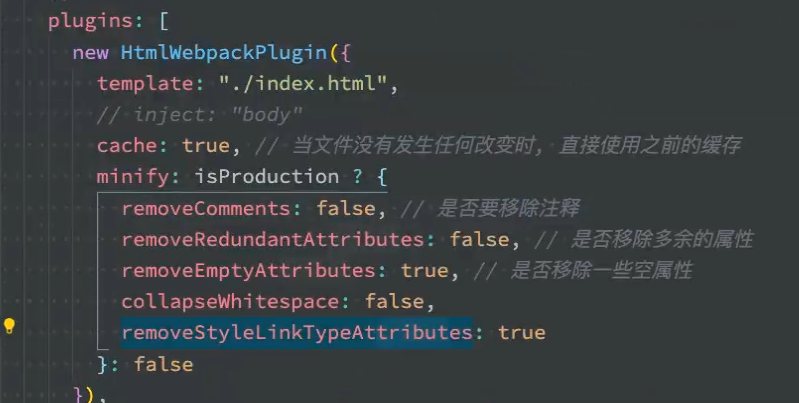 plugins: [
new HtmlWebpackPlugin({
template: "./index.html",
// inject: "body"
cache: true, // 当文件没有发生任何改变时, 直接使用之前的缓存
minify: isProduction ? {
removeComments: false, // 是否要移除注释
removeRedundantAttributes: false, // 是否移除多余的属性
removeEmptyAttributes: true, // 是否移除一些空属性
collapseWhitespace: false,
removeStyleLinkTypeAttributes: true
}: false
}),